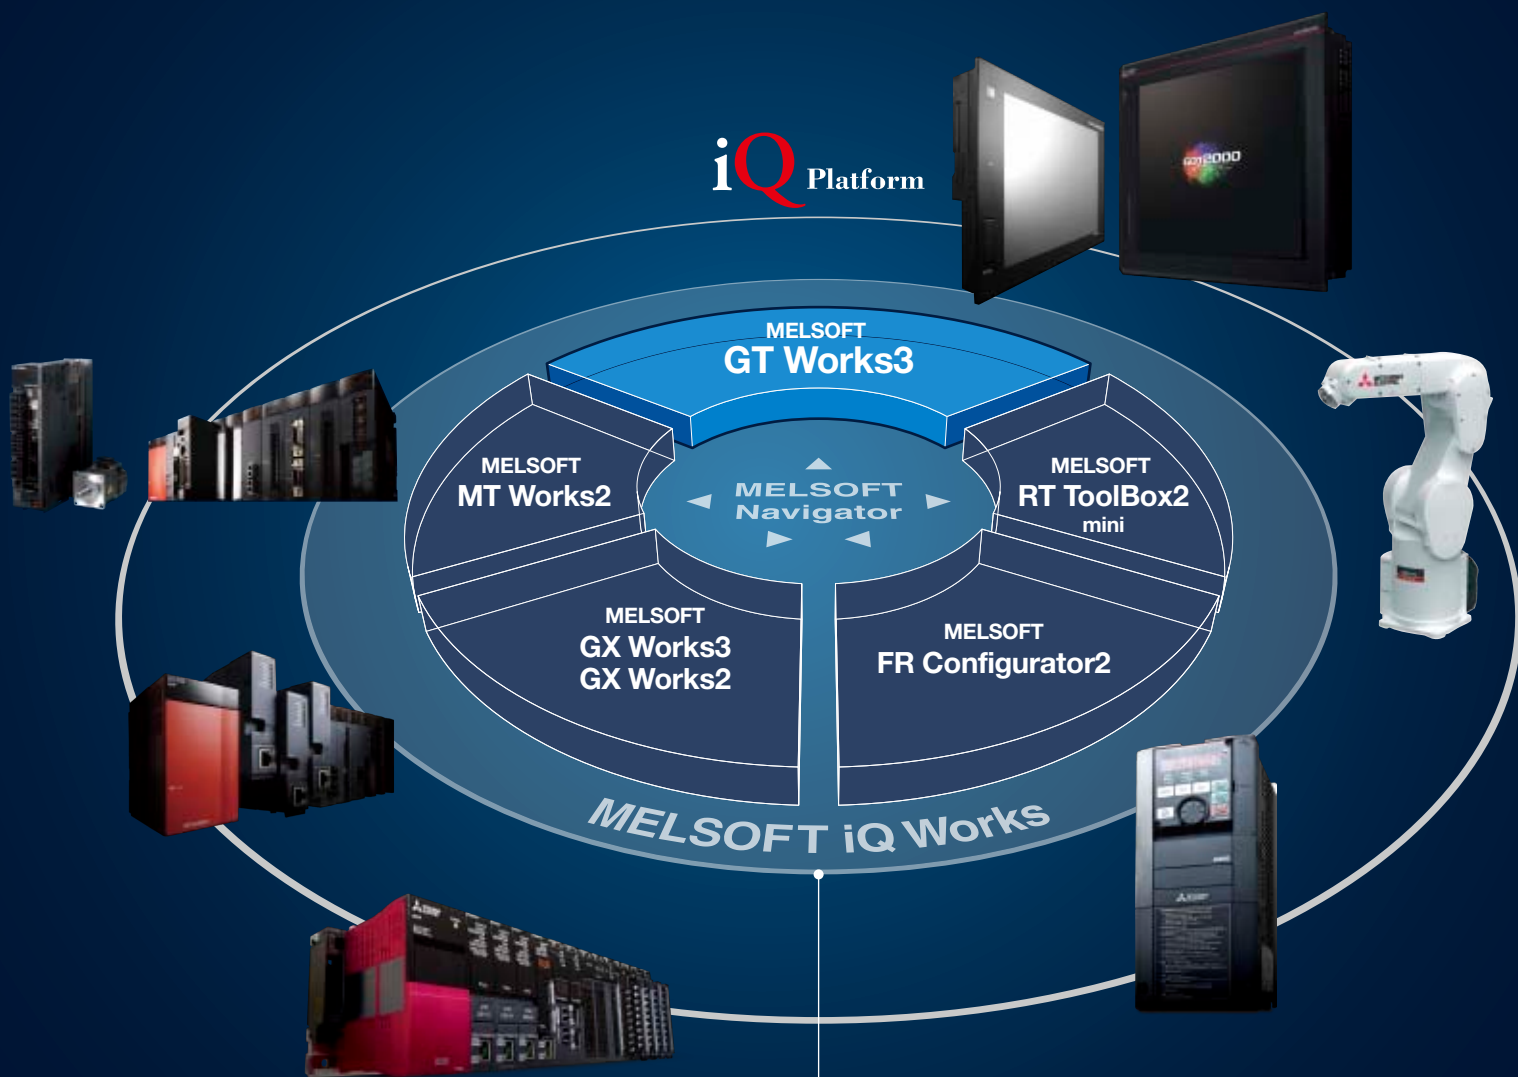 iQ Platform
GOT2000
MELSOFT
GT Works3
MELSOFT
MT Works2
MELSOFT
Navigator
MELSOFT
RT ToolBox2
mini
MELSOFT
GX Works3
GX Works2
MELSOFT
FR Configurator2
MELSOFT iQ Works